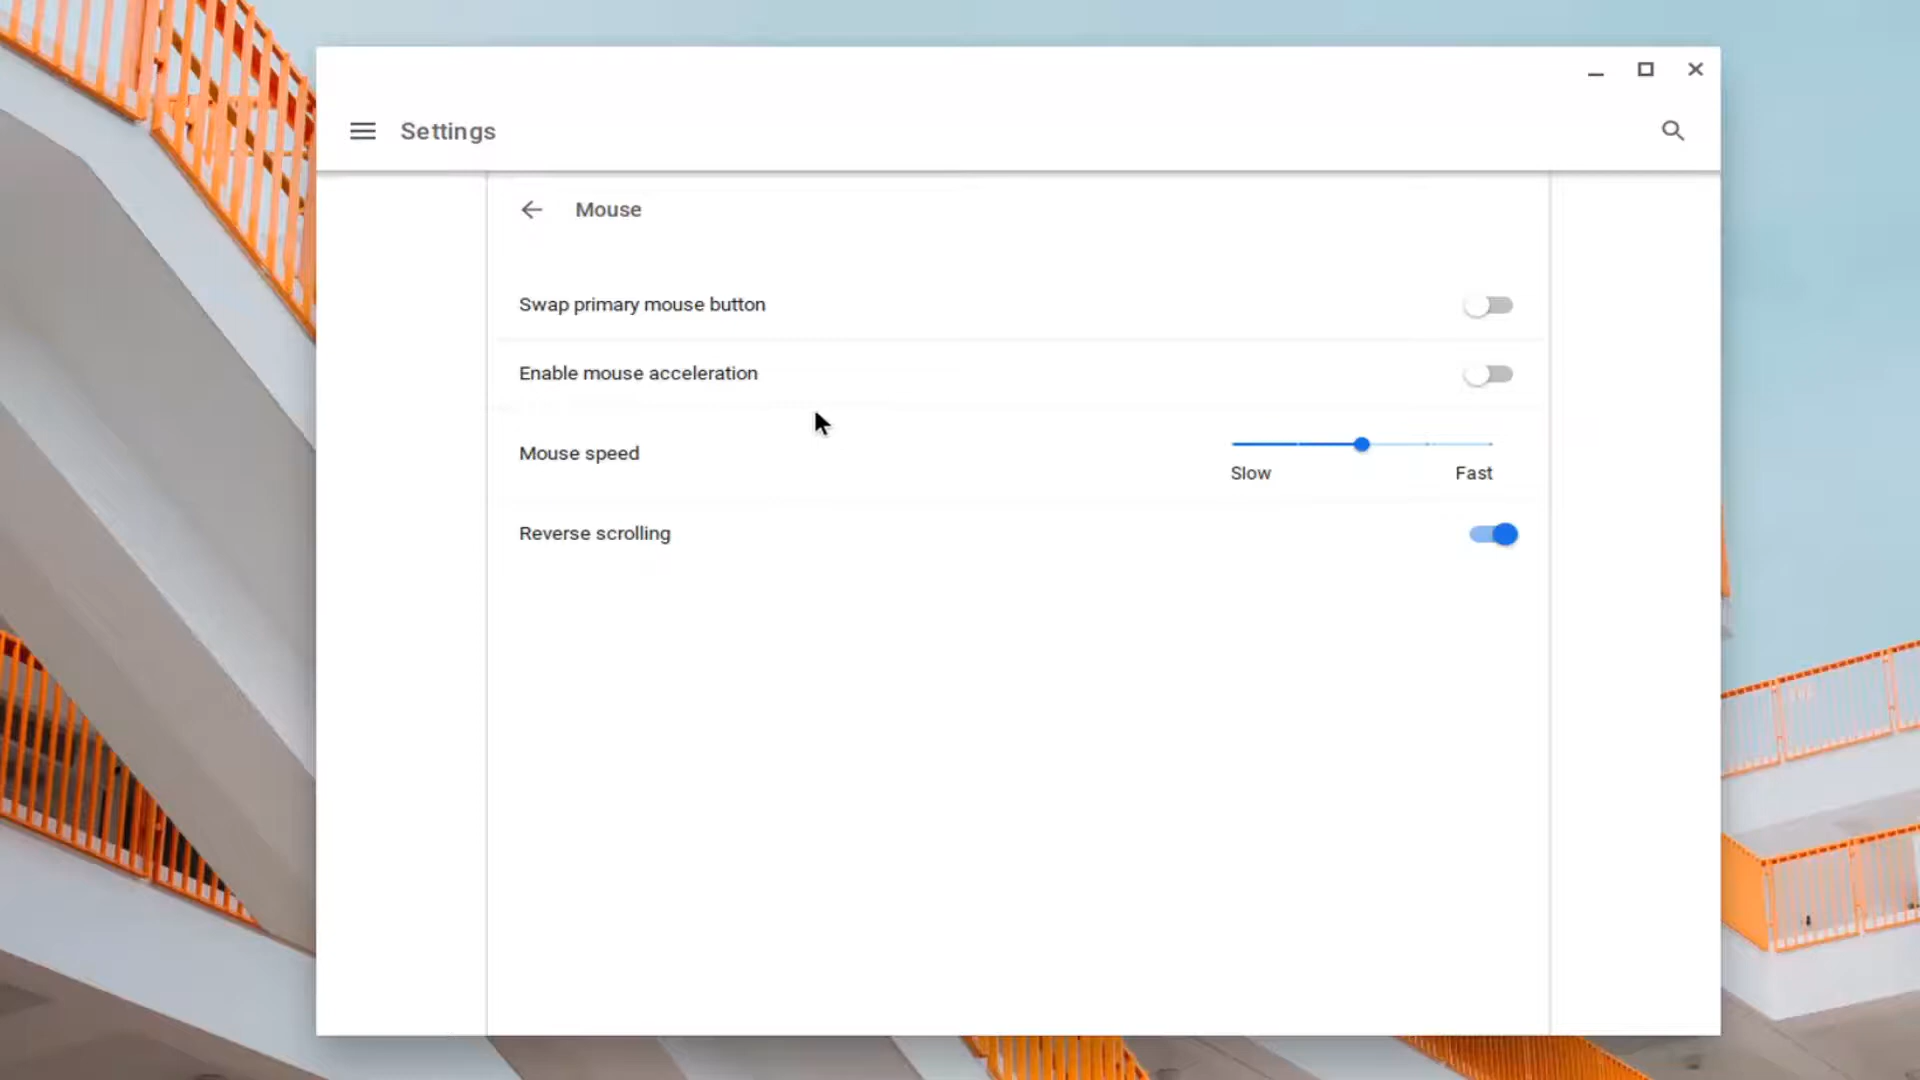 Settings
Mouse
Swap primary mouse button
Enable mouse acceleration
Mouse speed
Slow Fast
Reverse scrolling